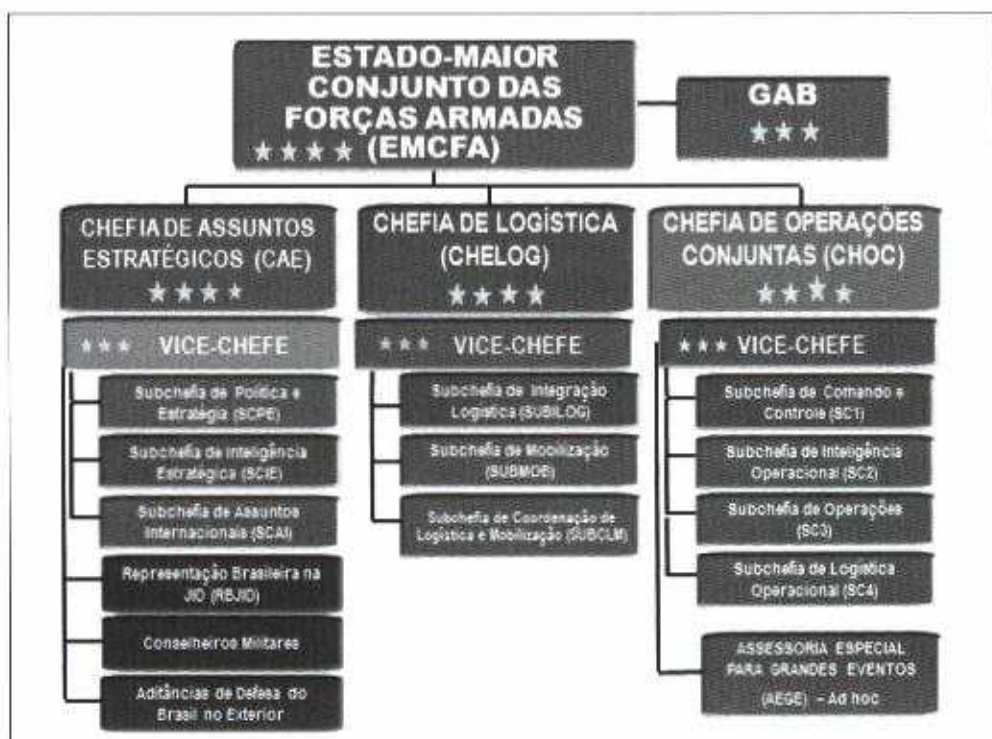 ESTADO-MAIOR
CONJUNTO DAS
FORÇAS ARMADAS
★ ★ ★ ★ (EMCFA)
GAB
★ ★ ★
CHEFIA DE ASSUNTOS
ESTRATÉGICOS (CAE)
★ ★ ★ ★
★ ★ ★ VICE-CHEFE
Subchefia de Política e
Estratégia (SCPE)
Subchefia de Inteligência
Estratégica (SCIE)
Subchefia de Assuntos
Internacionais (SCAI)
Representação Brasileira na
JID (RBJID)
Conselheiros Militares
Aditâncias de Defesa do
Brasil no Exterior
CHEFIA DE LOGÍSTICA
(CHELOG)
★ ★ ★ ★
★ ★ ★ VICE-CHEFE
Subchefia de Integração
Logística (SUBILOG)
Subchefia de Mobilização
(SUBMOB)
Subchefia de Coordenação de
Logística e Mobilização (SUBCLM)
CHEFIA DE OPERAÇÕES
CONJUNTAS (CHOC)
★ ★ ★ ★
★ ★ ★ VICE-CHEFE
Subchefia de Comando e
Controle (SC1)
Subchefia de Inteligência
Operacional (SC2)
Subchefia de Operações
(SC3)
Subchefia de Logística
Operacional (SC4)
ASSESSORIA ESPECIAL
PARA GRANDES EVENTOS
(AEGE) – Ad hoc